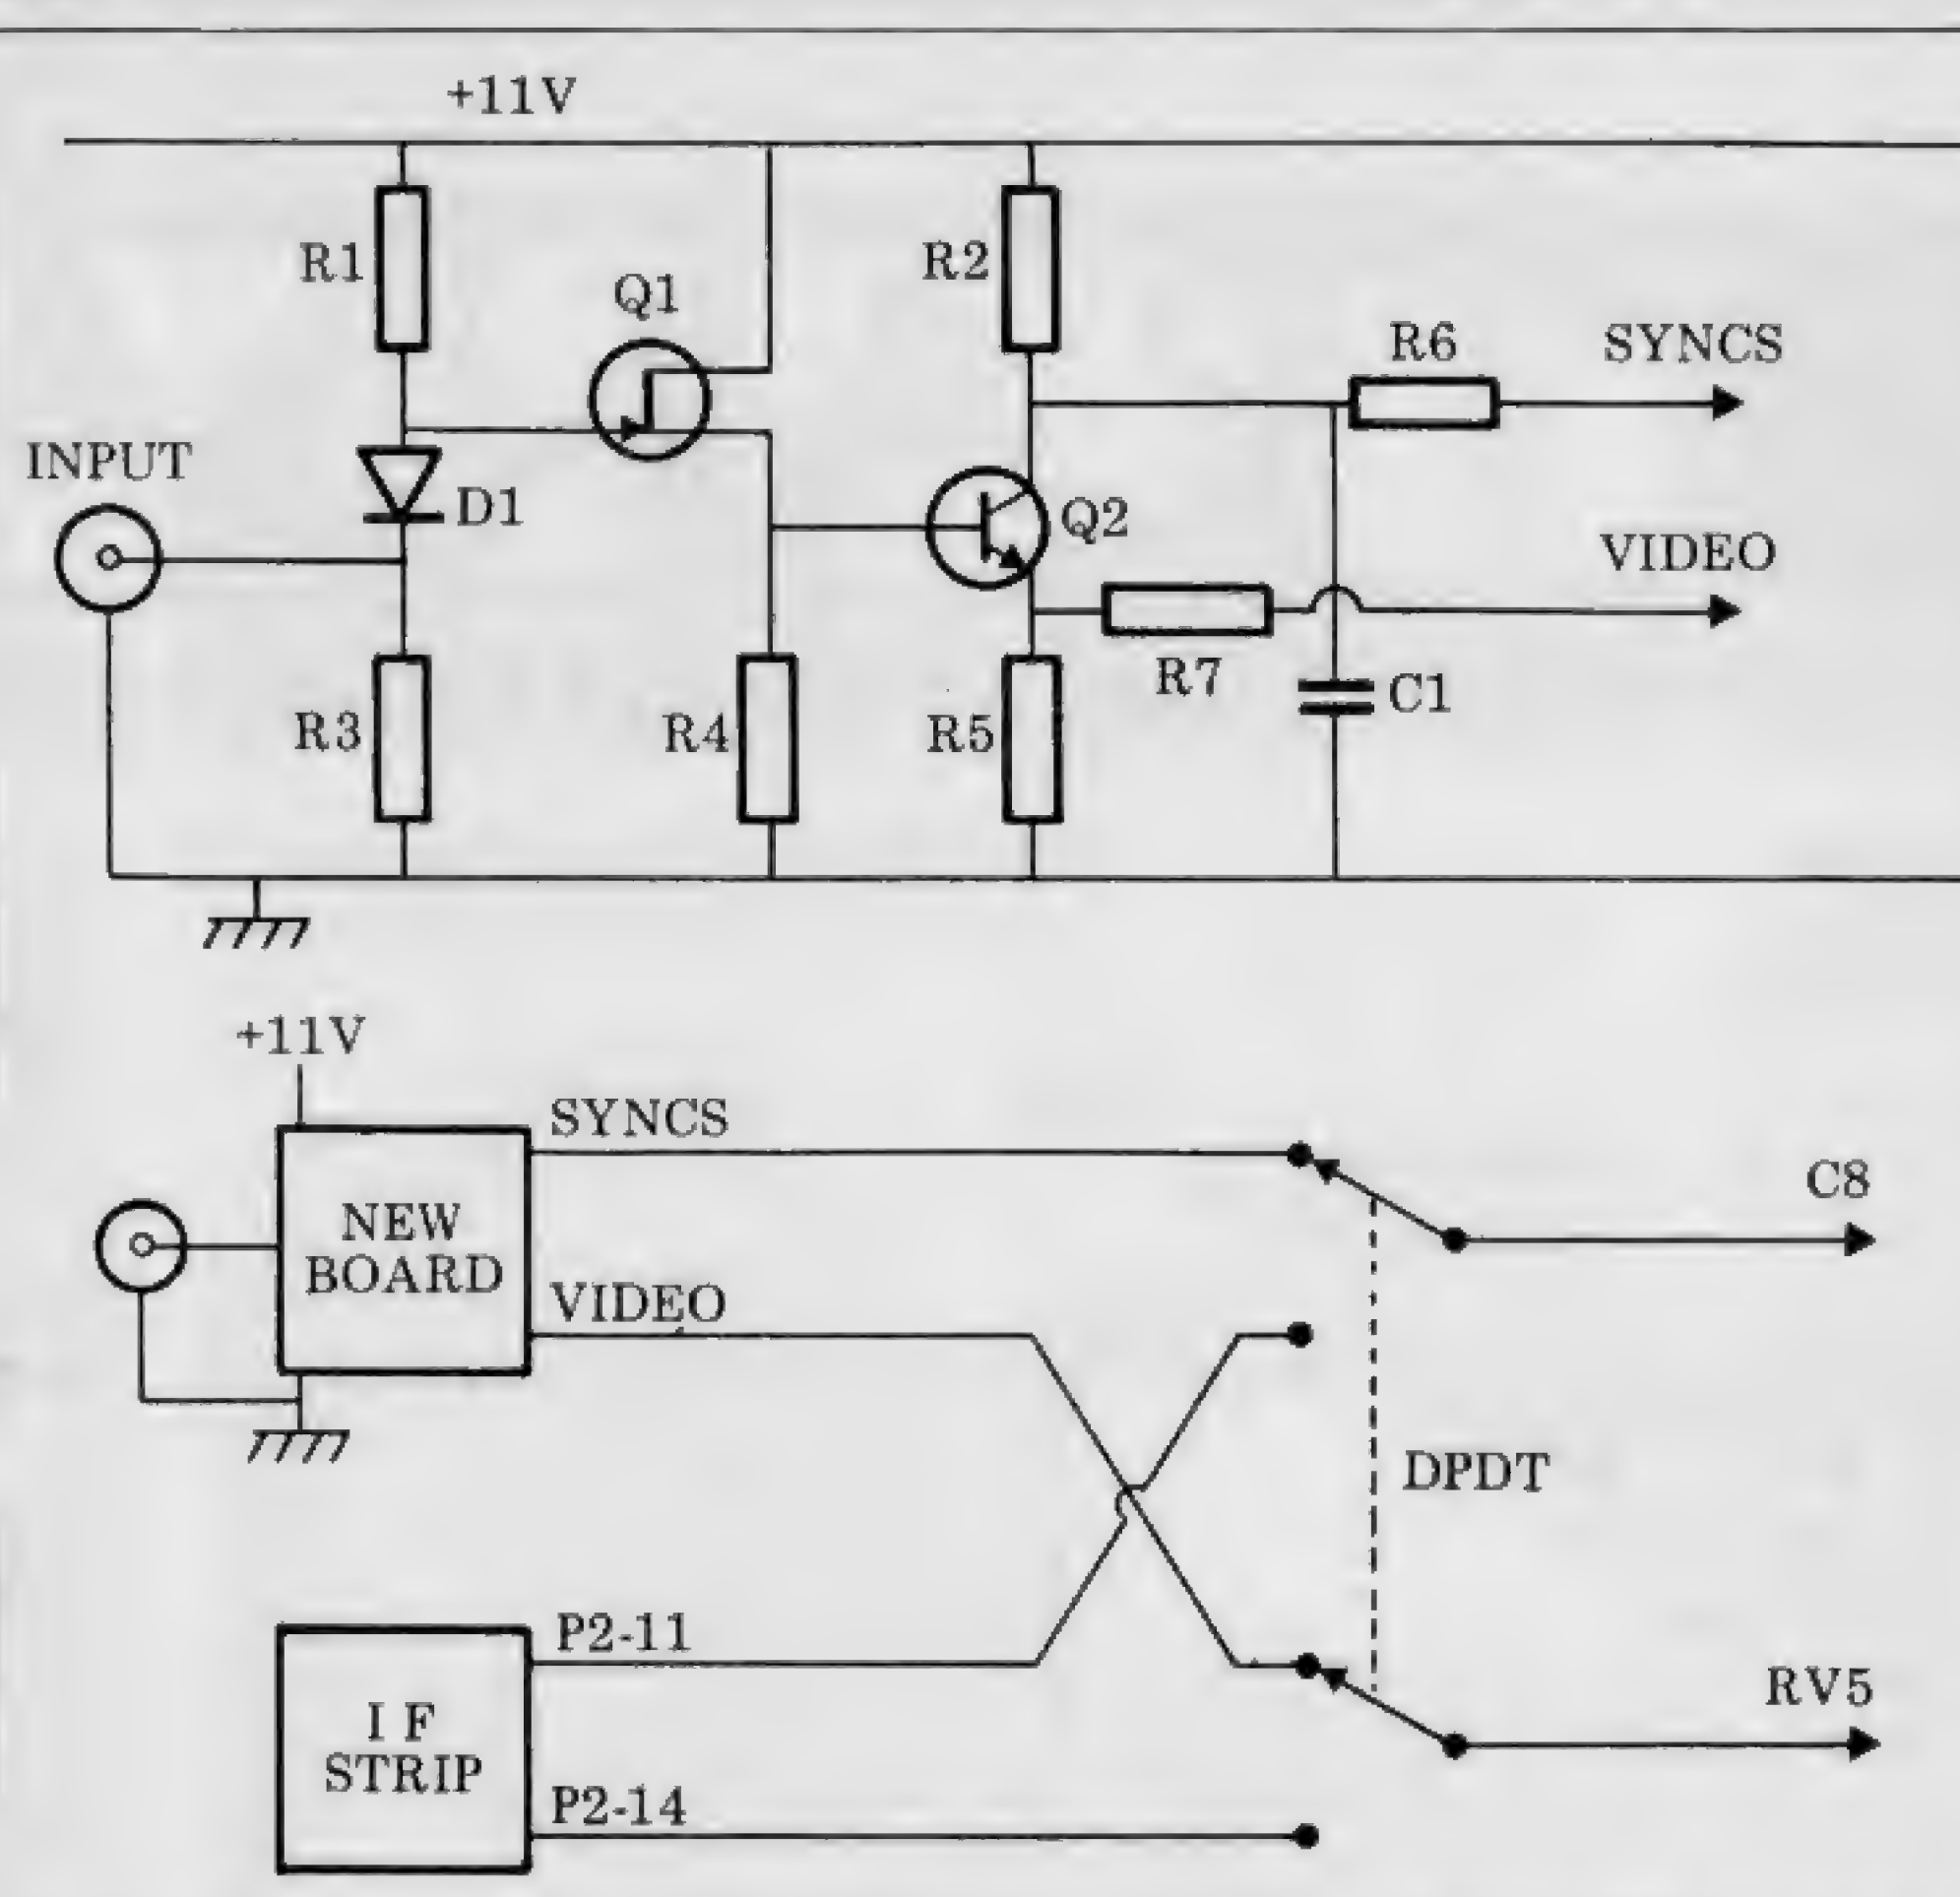 +11V
R1
Q1
R2
R6
SYNCS
INPUT
D1
Q2
VIDEO
R3
R4
R5
R7
C1
+11V
SYNCS
C8
NEW
BOARD
VIDEO
DPDT
P2-11
I F
STRIP
RV5
P2-14